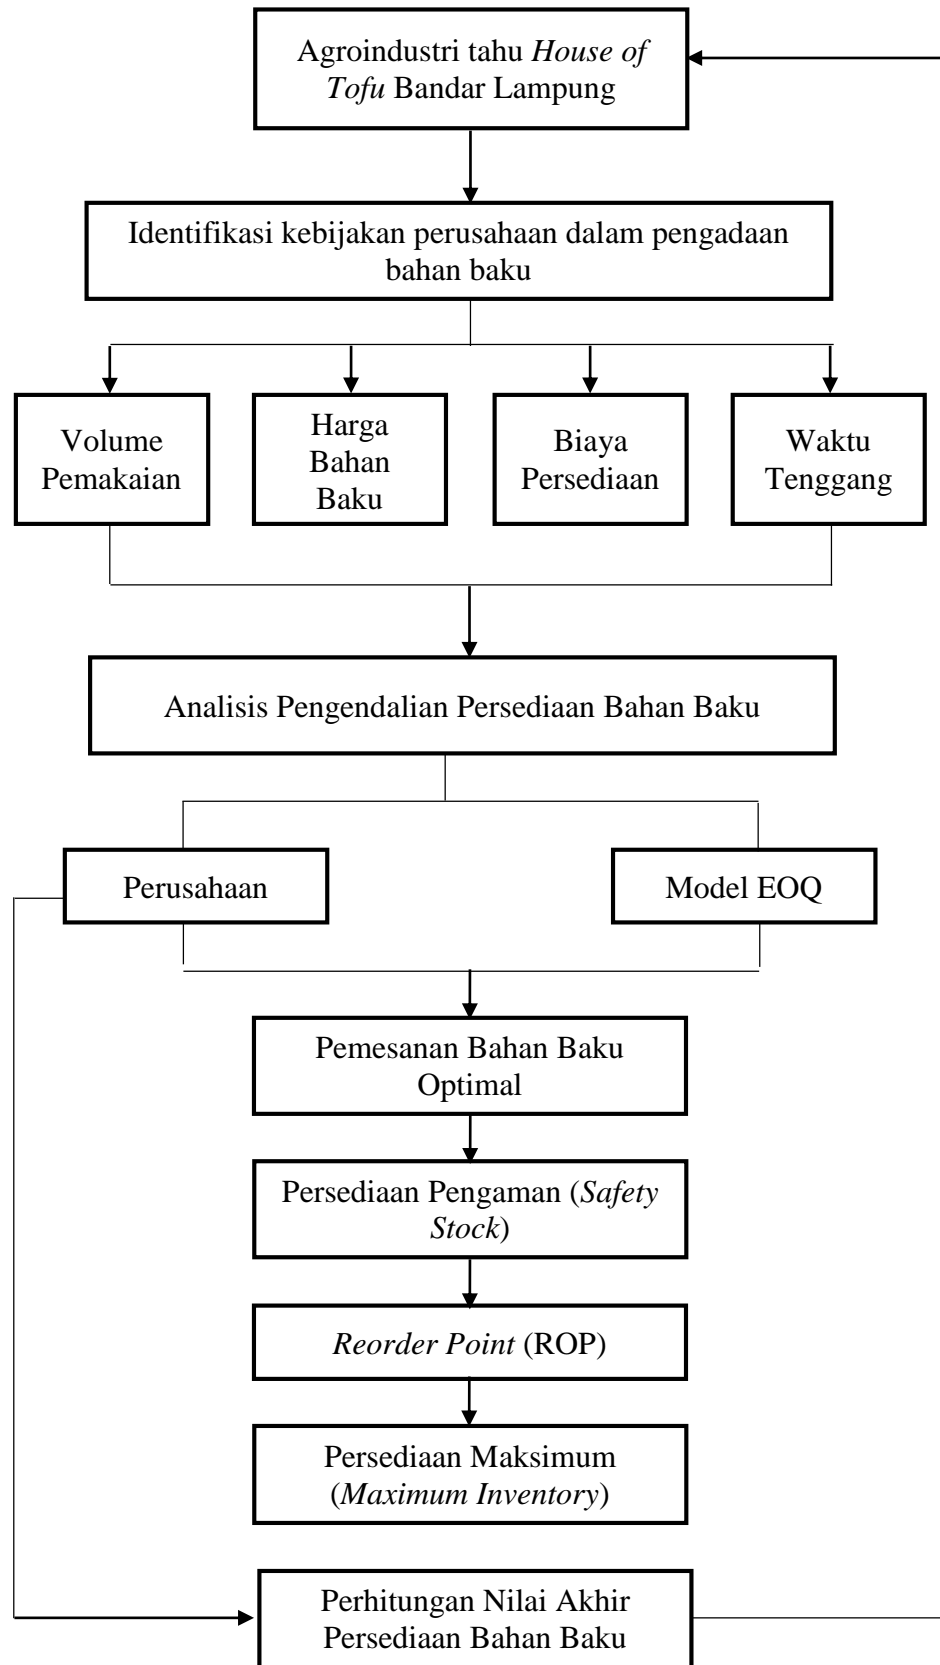 Agroindustri tahu House of
Tofu Bandar Lampung
Identifikasi kebijakan perusahaan dalam pengadaan
bahan baku
Volume
Pemakaian
Harga
Bahan
Baku
Biaya
Persediaan
Waktu
Tenggang
Analisis Pengendalian Persediaan Bahan Baku
Perusahaan
Model EOQ
Pemesanan Bahan Baku
Optimal
Persediaan Pengaman (Safety
Stock)
Reorder Point (ROP)
Persediaan Maksimum
(Maximum Inventory)
Perhitungan Nilai Akhir
Persediaan Bahan Baku